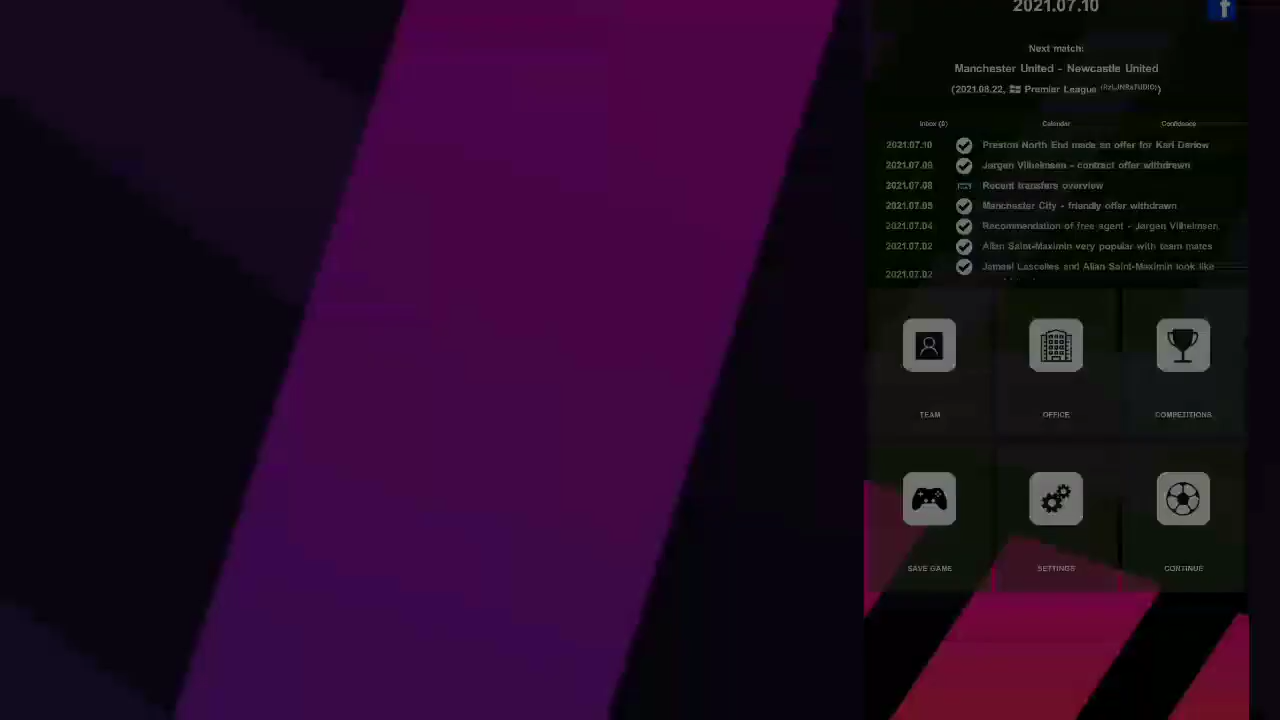 2021.07.10
f
Next match:
Manchester United - Newcastle United
(2021.08.22, Premier League
Inbox (0) Calendar Confidence
2021.07.10 Preston North End made an offer for Karl Darlow
2021.07.09 Jørgen Vilhelmsen - contract offer withdrawn
2021.07.08 Recent transfers overview
2021.07.05 Manchester City - friendly offer withdrawn
2021.07.04 Recommendation of free agent - Jørgen Vilhelmsen
2021.07.02 Allan Saint-Maximin very popular with team mates
2021.07.02 Jamaal Lascelles and Allan Saint-Maximin look like
TEAM OFFICE COMPETITIONS
SAVE GAME SETTINGS CONTINUE